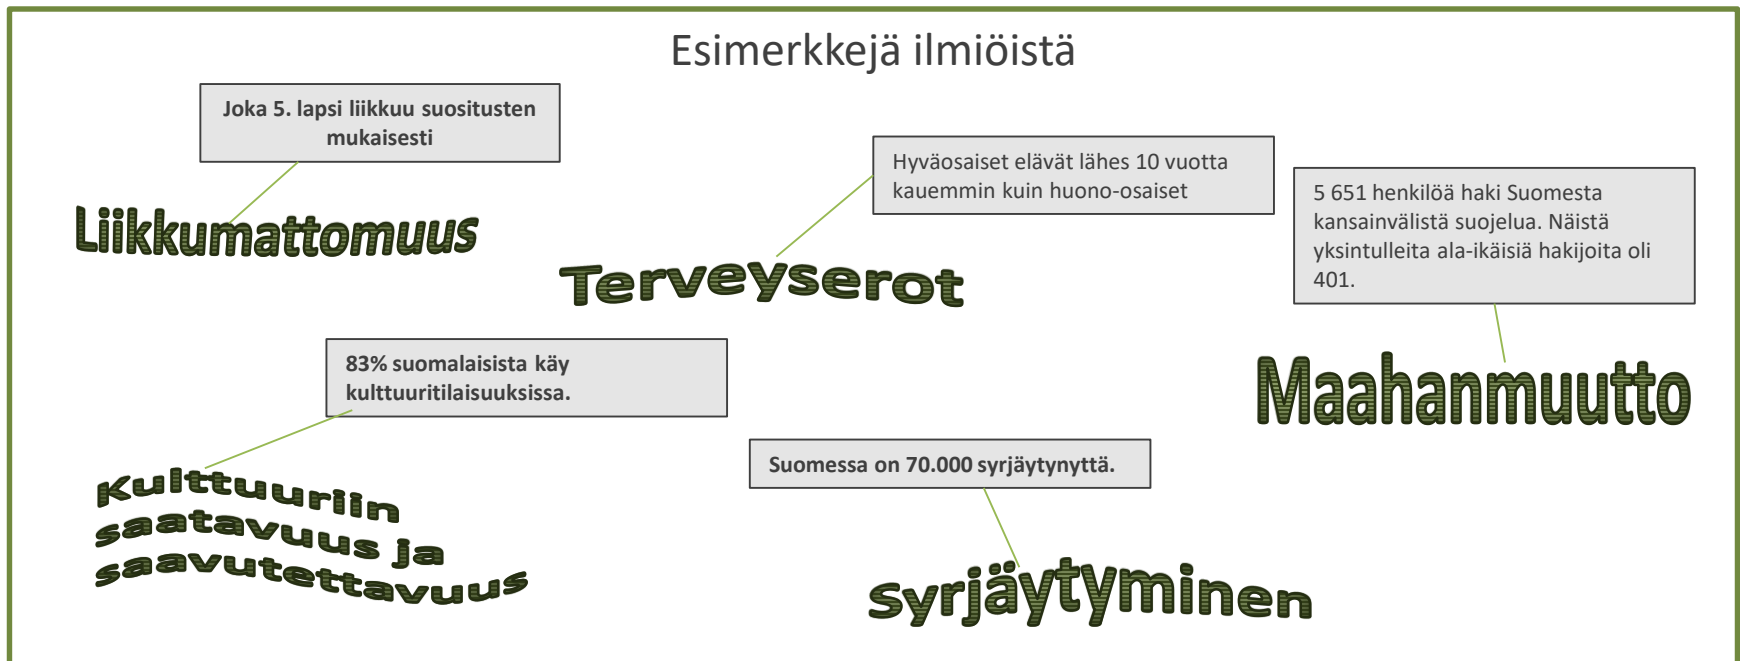 Esimerkkejä ilmiöistä
Joka 5. lapsi liikkuu suositusten
mukaisesti
Liikkumattomuus
Hyväosaiset elävät lähes 10 vuotta
kauemmin kuin huono-osaiset
Terveyserot
5 651 henkilöä haki Suomesta
kansainvälistä suojelua. Näistä
yksintulleita ala-ikäisiä hakijoita oli
401.
Maahanmuutto
83% suomalaisista käy
kulttuuritilaisuuksissa.
Kulttuuriin
saatavuus ja
saavutettavuus
Suomessa on 70.000 syrjäytynyttä.
Syrjäytyminen